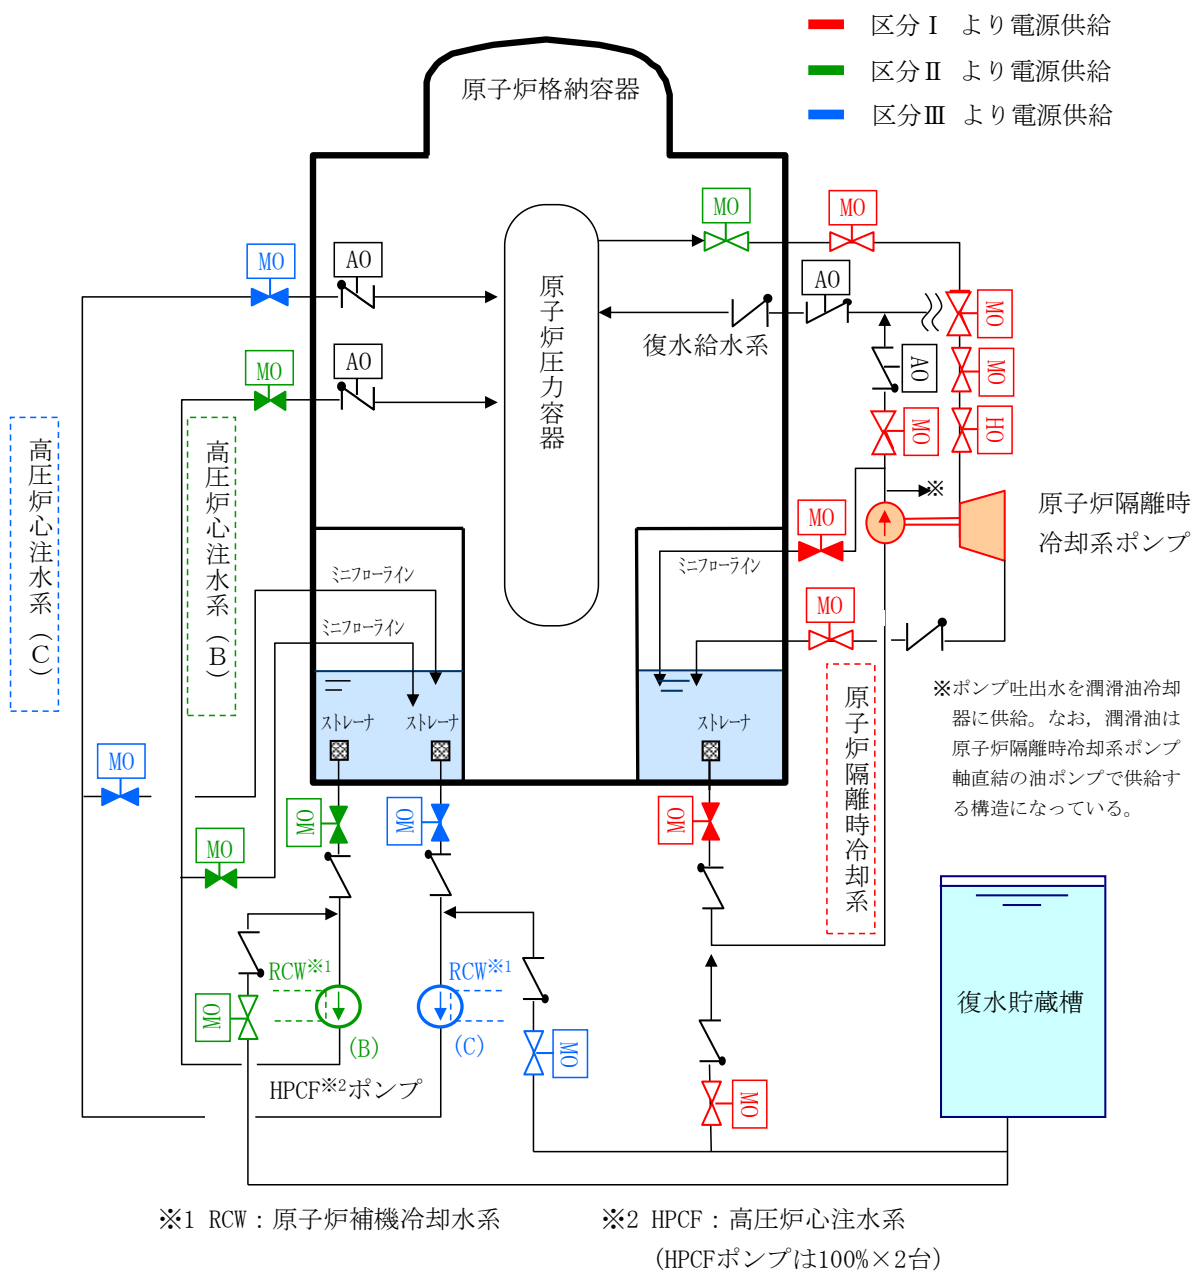 区分Ⅰ より電源供給
区分Ⅱ より電源供給
区分Ⅲ より電源供給
原子炉格納容器
MO
MO
MO
AO
AO
MO
原子炉圧力容器
復水給水系
MO
AO
AO
MO
MO
MO
HO
高圧炉心注水系(C)
高圧炉心注水系(B)
※
原子炉隔離時
冷却系ポンプ
MO
ミニフローライン
ミニフローライン
MO
ミニフローライン
原子炉隔離時冷却系
※ポンプ吐出水を潤滑油冷却
器に供給。なお，潤滑油は
原子炉隔離時冷却系ポンプ
軸直結の油ポンプで供給す
る構造になっている。
ストレーナ
ストレーナ
ストレーナ
MO
MO
MO
MO
MO
RCW※1
RCW※1
MO
(B)
(C)
MO
MO
復水貯蔵槽
HPCF※2ポンプ
※1 RCW：原子炉補機冷却水系
※2 HPCF：高圧炉心注水系
(HPCFポンプは100%×2台)